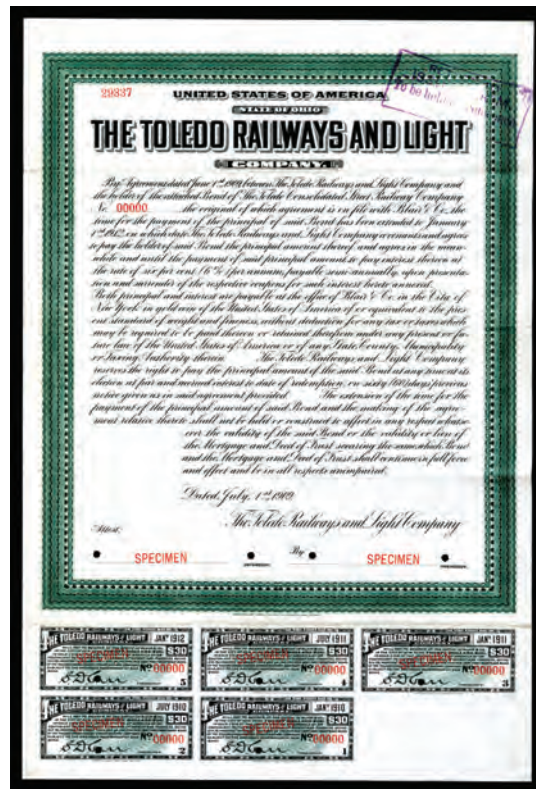 29337
UNITED STATES OF AMERICA
STATE OF OHIO
THE TOLEDO RAILWAYS AND LIGHT
COMPANY.
By Agreement dated June 1st 1909 between The Toledo Railways and Light Company and
the holder of the attached Bond of The Toledo Consolidated Street Railway Company
No. 00000 the original of which agreement is on file with Blair & Co. the
time for the payment of the principal of said Bond has been extended to January
1st 1912, on which date The Toledo Railways and Light Company covenants and agrees
to pay the holder of said Bond the principal amount thereof and agrees in the mean-
while and until the payment of said principal amount to pay interest thereon at
the rate of six per cent (6%) per annum, payable semi-annually, upon presenta-
tion and surrender of the respective coupons for such interest hereto annexed.
Both principal and interest are payable at the office of Blair & Co. in the City of
New York in gold coin of the United States of America of or equivalent to the pres-
ent standard of weight and fineness, without deduction for any tax or taxes which
may be required to be paid thereon or retained therefrom under any present or fu-
ture law of the United States of America or of any State, County, Municipality
or Taxing Authority therein. The Toledo Railways and Light Company
reserves the right to pay the principal amount of the said Bond at any time at its
election at par and accrued interest to date of redemption, on sixty (60) days previous
notice given as in said agreement provided. The extension of the time for the
payment of the principal amount of said Bond and the making of the agree-
ment relative thereto shall not be held or construed to affect in any respect whatso-
ever the validity of the said Bond or the validity or lien of
the Mortgage and Deed of Trust securing the same, which Bond
and the Mortgage and Deed of Trust shall continue in full force
and effect and be in all respects unimpaired.
Dated, July 1st 1909.
The Toledo Railways and Light Company
Attest:
By
SPECIMEN
SPECIMEN
THE TOLEDO RAILWAYS & LIGHT JANY 1912
$30
SPECIMEN
No 00000
5
THE TOLEDO RAILWAYS & LIGHT JULY 1911
$30
SPECIMEN
No 00000
4
THE TOLEDO RAILWAYS & LIGHT JANY 1911
$30
SPECIMEN
No 00000
3
THE TOLEDO RAILWAYS & LIGHT JULY 1910
$30
SPECIMEN
No 00000
2
THE TOLEDO RAILWAYS & LIGHT JANY 1910
$30
SPECIMEN
No 00000
1